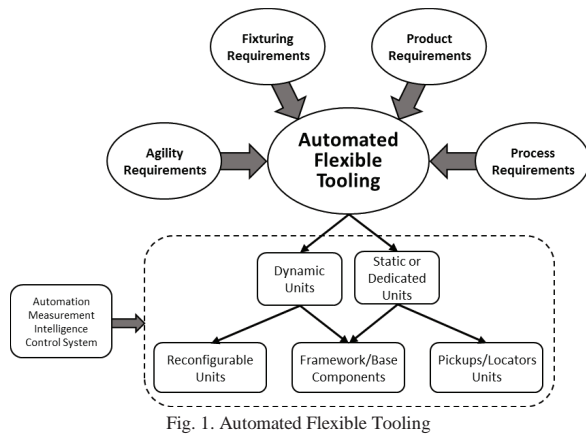 Fixturing
Requirements
Product
Requirements
Agility
Requirements
Automated
Flexible
Tooling
Process
Requirements
Dynamic
Units
Static or
Dedicated
Units
Automation
Measurement
Intelligence
Control System
Reconfigurable
Units
Framework/Base
Components
Pickups/Locators
Units
Fig. 1. Automated Flexible Tooling